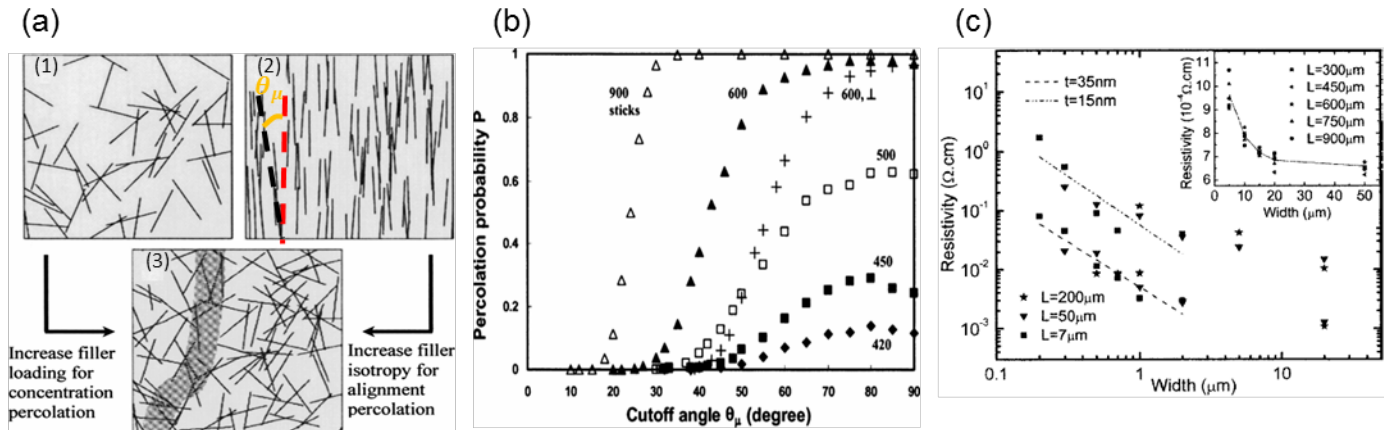 (a)
(1)
(2)
θμ
(3)
Increase filler
loading for
concentration
percolation
Increase filler
isotropy for
alignment
percolation
(b)
Percolation probability P
1
0.8
0.6
0.4
0.2
0
900
sticks
600
600, ⊥
500
450
420
0 10 20 30 40 50 60 70 80 90
Cutoff angle θμ (degree)
(c)
Resistivity (Ω.cm)
10¹
10⁰
10⁻¹
10⁻²
10⁻³
t=35nm
t=15nm
L=200μm
L=50μm
L=7μm
0.1 1 10
Width (μm)
Resistivity (10⁻⁴Ω.cm)
11
10
9
8
7
6
L=300μm
L=450μm
L=600μm
L=750μm
L=900μm
0 10 20 30 40 50
Width (μm)